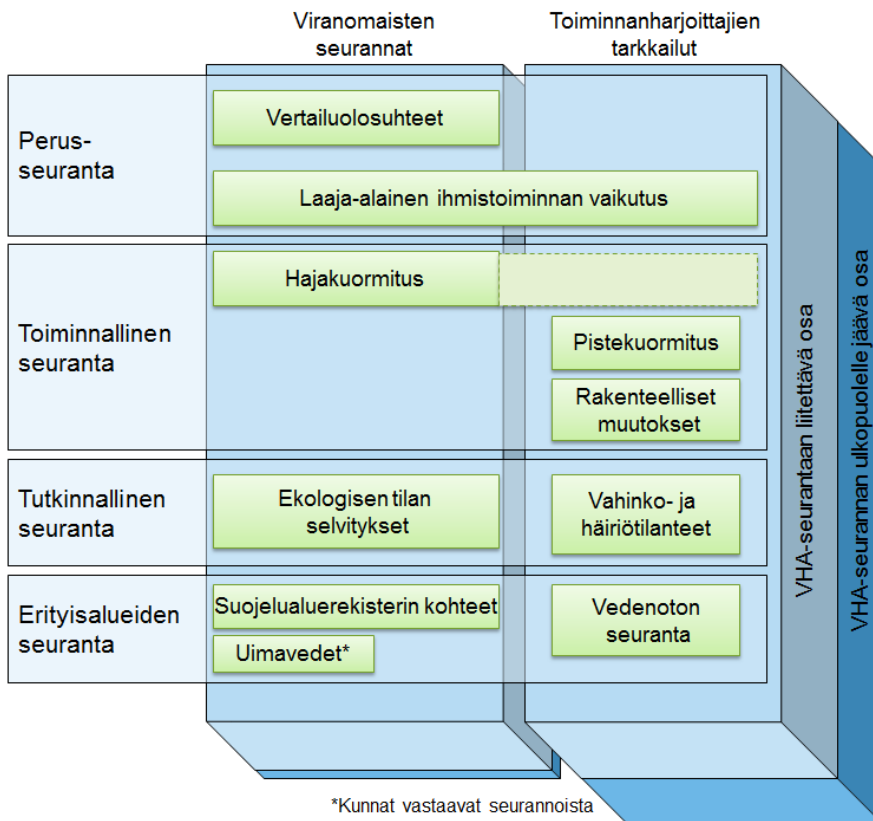 Viranomaisten
seurannat
Toiminnanharjoittajien
tarkkailut
Perus-
seuranta
Vertailuolosuhteet
Laaja-alainen ihmistoiminnan vaikutus
Toiminnallinen
seuranta
Hajakuormitus
Pistekuormitus
Rakenteelliset
muutokset
Tutkinnallinen
seuranta
Ekologisen tilan
selvitykset
Vahinko- ja
häiriötilanteet
Erityisalueiden
seuranta
Suojelualuerekisterin kohteet
Uimavedet*
Vedenoton
seuranta
VHA-seurantaan liitettävä osa
VHA-seurannan ulkopuolelle jäävä osa
*Kunnat vastaavat seurannoista